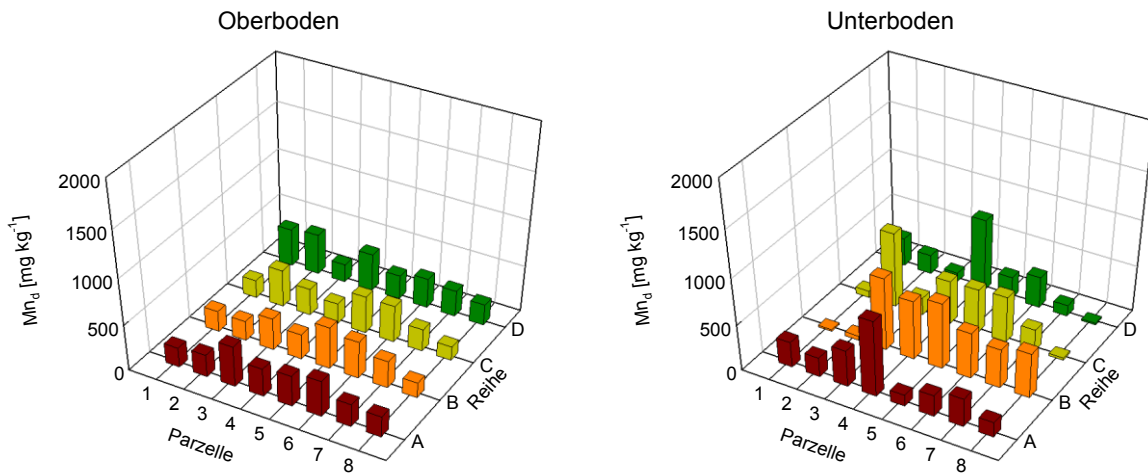 Oberboden
2000
1500
1000
500
0
Mn_d [mg kg⁻¹]
1
2
3
4
5
6
7
8
Parzelle
A
B
C
D
Reihe
Unterboden
2000
1500
1000
500
0
Mn_d [mg kg⁻¹]
1
2
3
4
5
6
7
8
Parzelle
A
B
C
D
Reihe